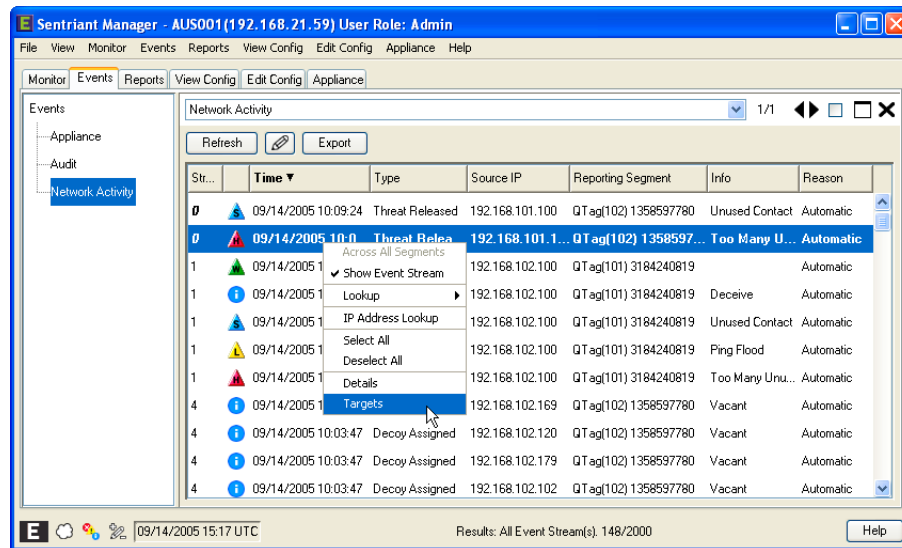 E Sentriant Manager - AUS001(192.168.21.59) User Role: Admin
File View Monitor Events Reports View Config Edit Config Appliance Help
Monitor Events Reports View Config Edit Config Appliance
Events
Appliance
Audit
Network Activity
Network Activity 1/1
Refresh Export
Str... Time Type Source IP Reporting Segment Info Reason
0 S 09/14/2005 10:09:24 Threat Released 192.168.101.100 QTag(102) 1358597780 Unused Contact Automatic
0 H 09/14/2005 10:0 Threat Relea 192.168.101.1... QTag(102) 1358597... Too Many U... Automatic
1 W 09/14/2005 1 192.168.102.100 QTag(101) 3184240819 Automatic
1 i 09/14/2005 1 192.168.102.100 QTag(101) 3184240819 Deceive Automatic
1 S 09/14/2005 1 192.168.102.100 QTag(101) 3184240819 Unused Contact Automatic
1 L 09/14/2005 1 192.168.102.100 QTag(101) 3184240819 Ping Flood Automatic
1 H 09/14/2005 1 192.168.102.100 QTag(101) 3184240819 Too Many Unu... Automatic
4 i 09/14/2005 1 192.168.102.169 QTag(102) 1358597780 Vacant Automatic
4 i 09/14/2005 10:03:47 Decoy Assigned 192.168.102.120 QTag(102) 1358597780 Vacant Automatic
4 i 09/14/2005 10:03:47 Decoy Assigned 192.168.102.179 QTag(102) 1358597780 Vacant Automatic
4 i 09/14/2005 10:03:47 Decoy Assigned 192.168.102.102 QTag(102) 1358597780 Vacant Automatic
Across All Segments
Show Event Stream
Lookup
IP Address Lookup
Select All
Deselect All
Details
Targets
E 09/14/2005 15:17 UTC Results: All Event Stream(s). 148/2000 Help